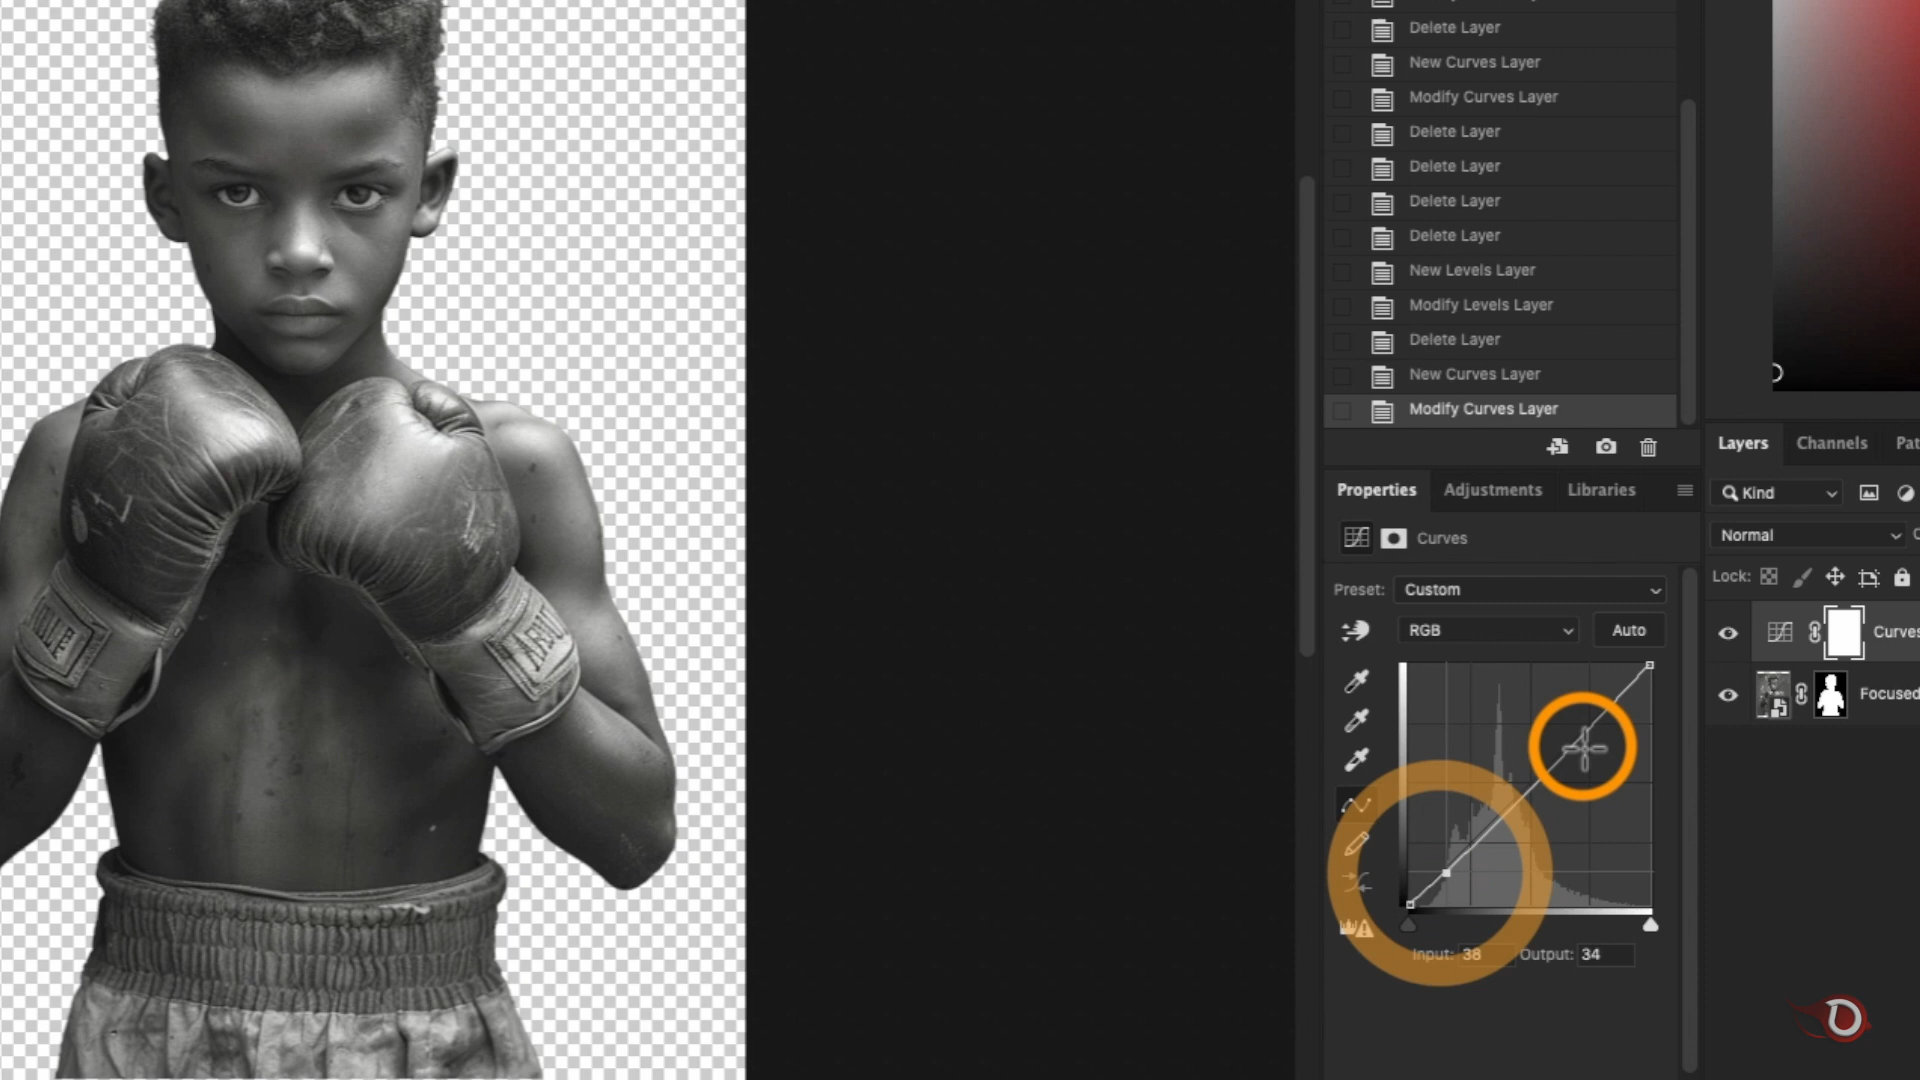 Delete Layer
New Curves Layer
Modify Curves Layer
Delete Layer
Delete Layer
Delete Layer
Delete Layer
New Levels Layer
Modify Levels Layer
Delete Layer
New Curves Layer
Modify Curves Layer
Properties Adjustments Libraries
Curves
Preset: Custom
RGB Auto
Input: 38 Output: 34
Layers Channels Pat
Kind
Normal
Lock:
Curves
Focused